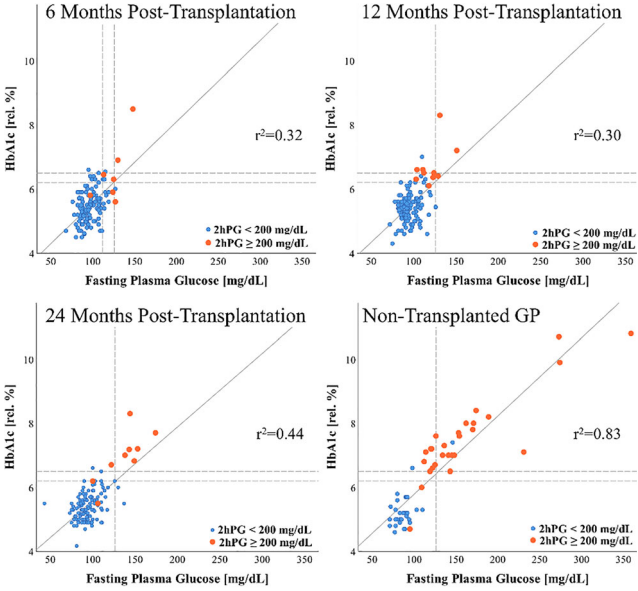 6 Months Post-Transplantation
10
8
6
4
HbA1c [rel. %]
r²=0.32
2hPG < 200 mg/dL
2hPG ≥ 200 mg/dL
50 100 150 200 250 300 350
Fasting Plasma Glucose [mg/dL]
12 Months Post-Transplantation
10
8
6
4
HbA1c [rel. %]
r²=0.30
2hPG < 200 mg/dL
2hPG ≥ 200 mg/dL
50 100 150 200 250 300 350
Fasting Plasma Glucose [mg/dL]
24 Months Post-Transplantation
10
8
6
4
HbA1c [rel. %]
r²=0.44
2hPG < 200 mg/dL
2hPG ≥ 200 mg/dL
50 100 150 200 250 300 350
Fasting Plasma Glucose [mg/dL]
Non-Transplanted GP
10
8
6
4
HbA1c [rel. %]
r²=0.83
2hPG < 200 mg/dL
2hPG ≥ 200 mg/dL
50 100 150 200 250 300 350
Fasting Plasma Glucose [mg/dL]